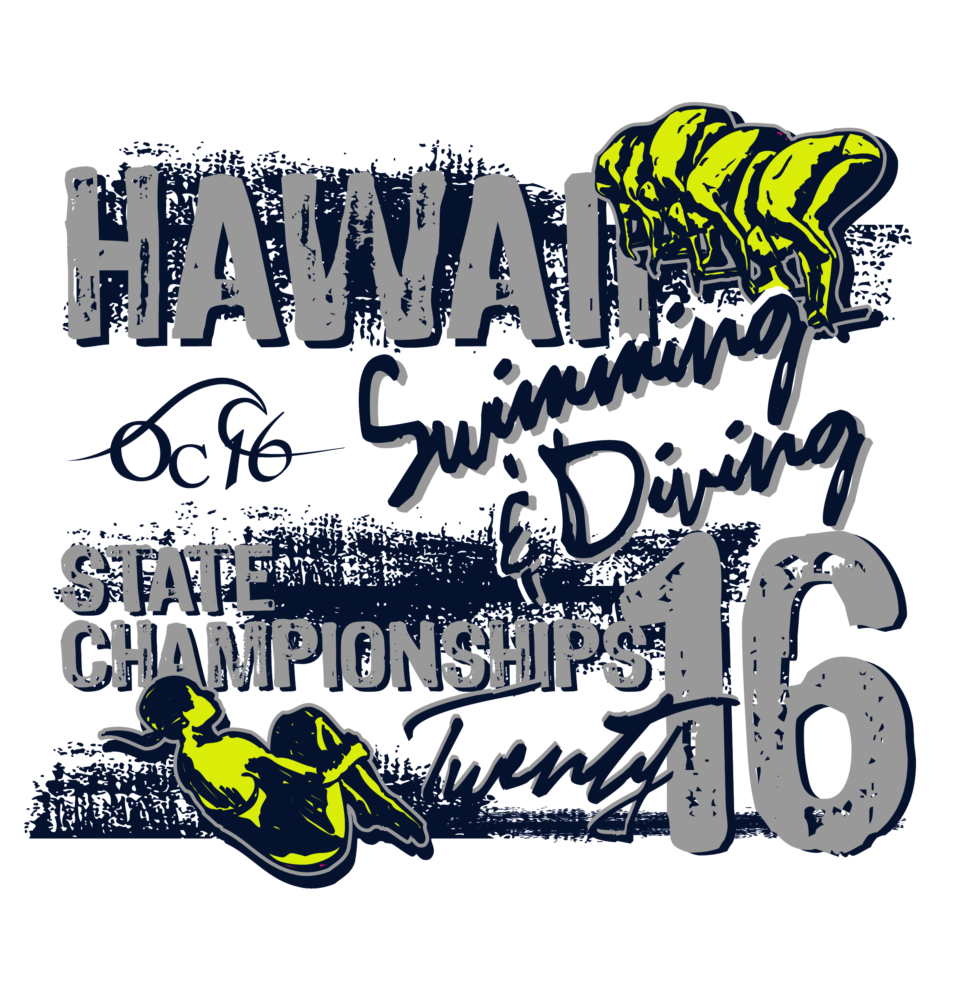 HAWAII
Swimming
& Diving
OC16
STATE
CHAMPIONSHIPS
Twenty 16